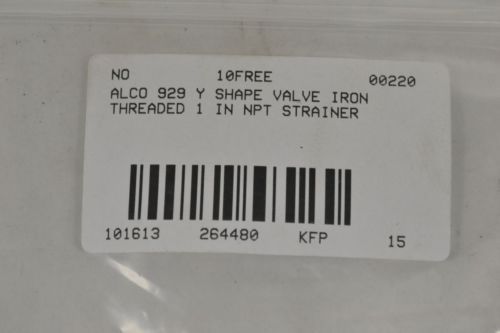 NO 10FREE 00220
ALCO 929 Y SHAPE VALVE IRON
THREADED 1 IN NPT STRAINER
101613 264480 KFP 15